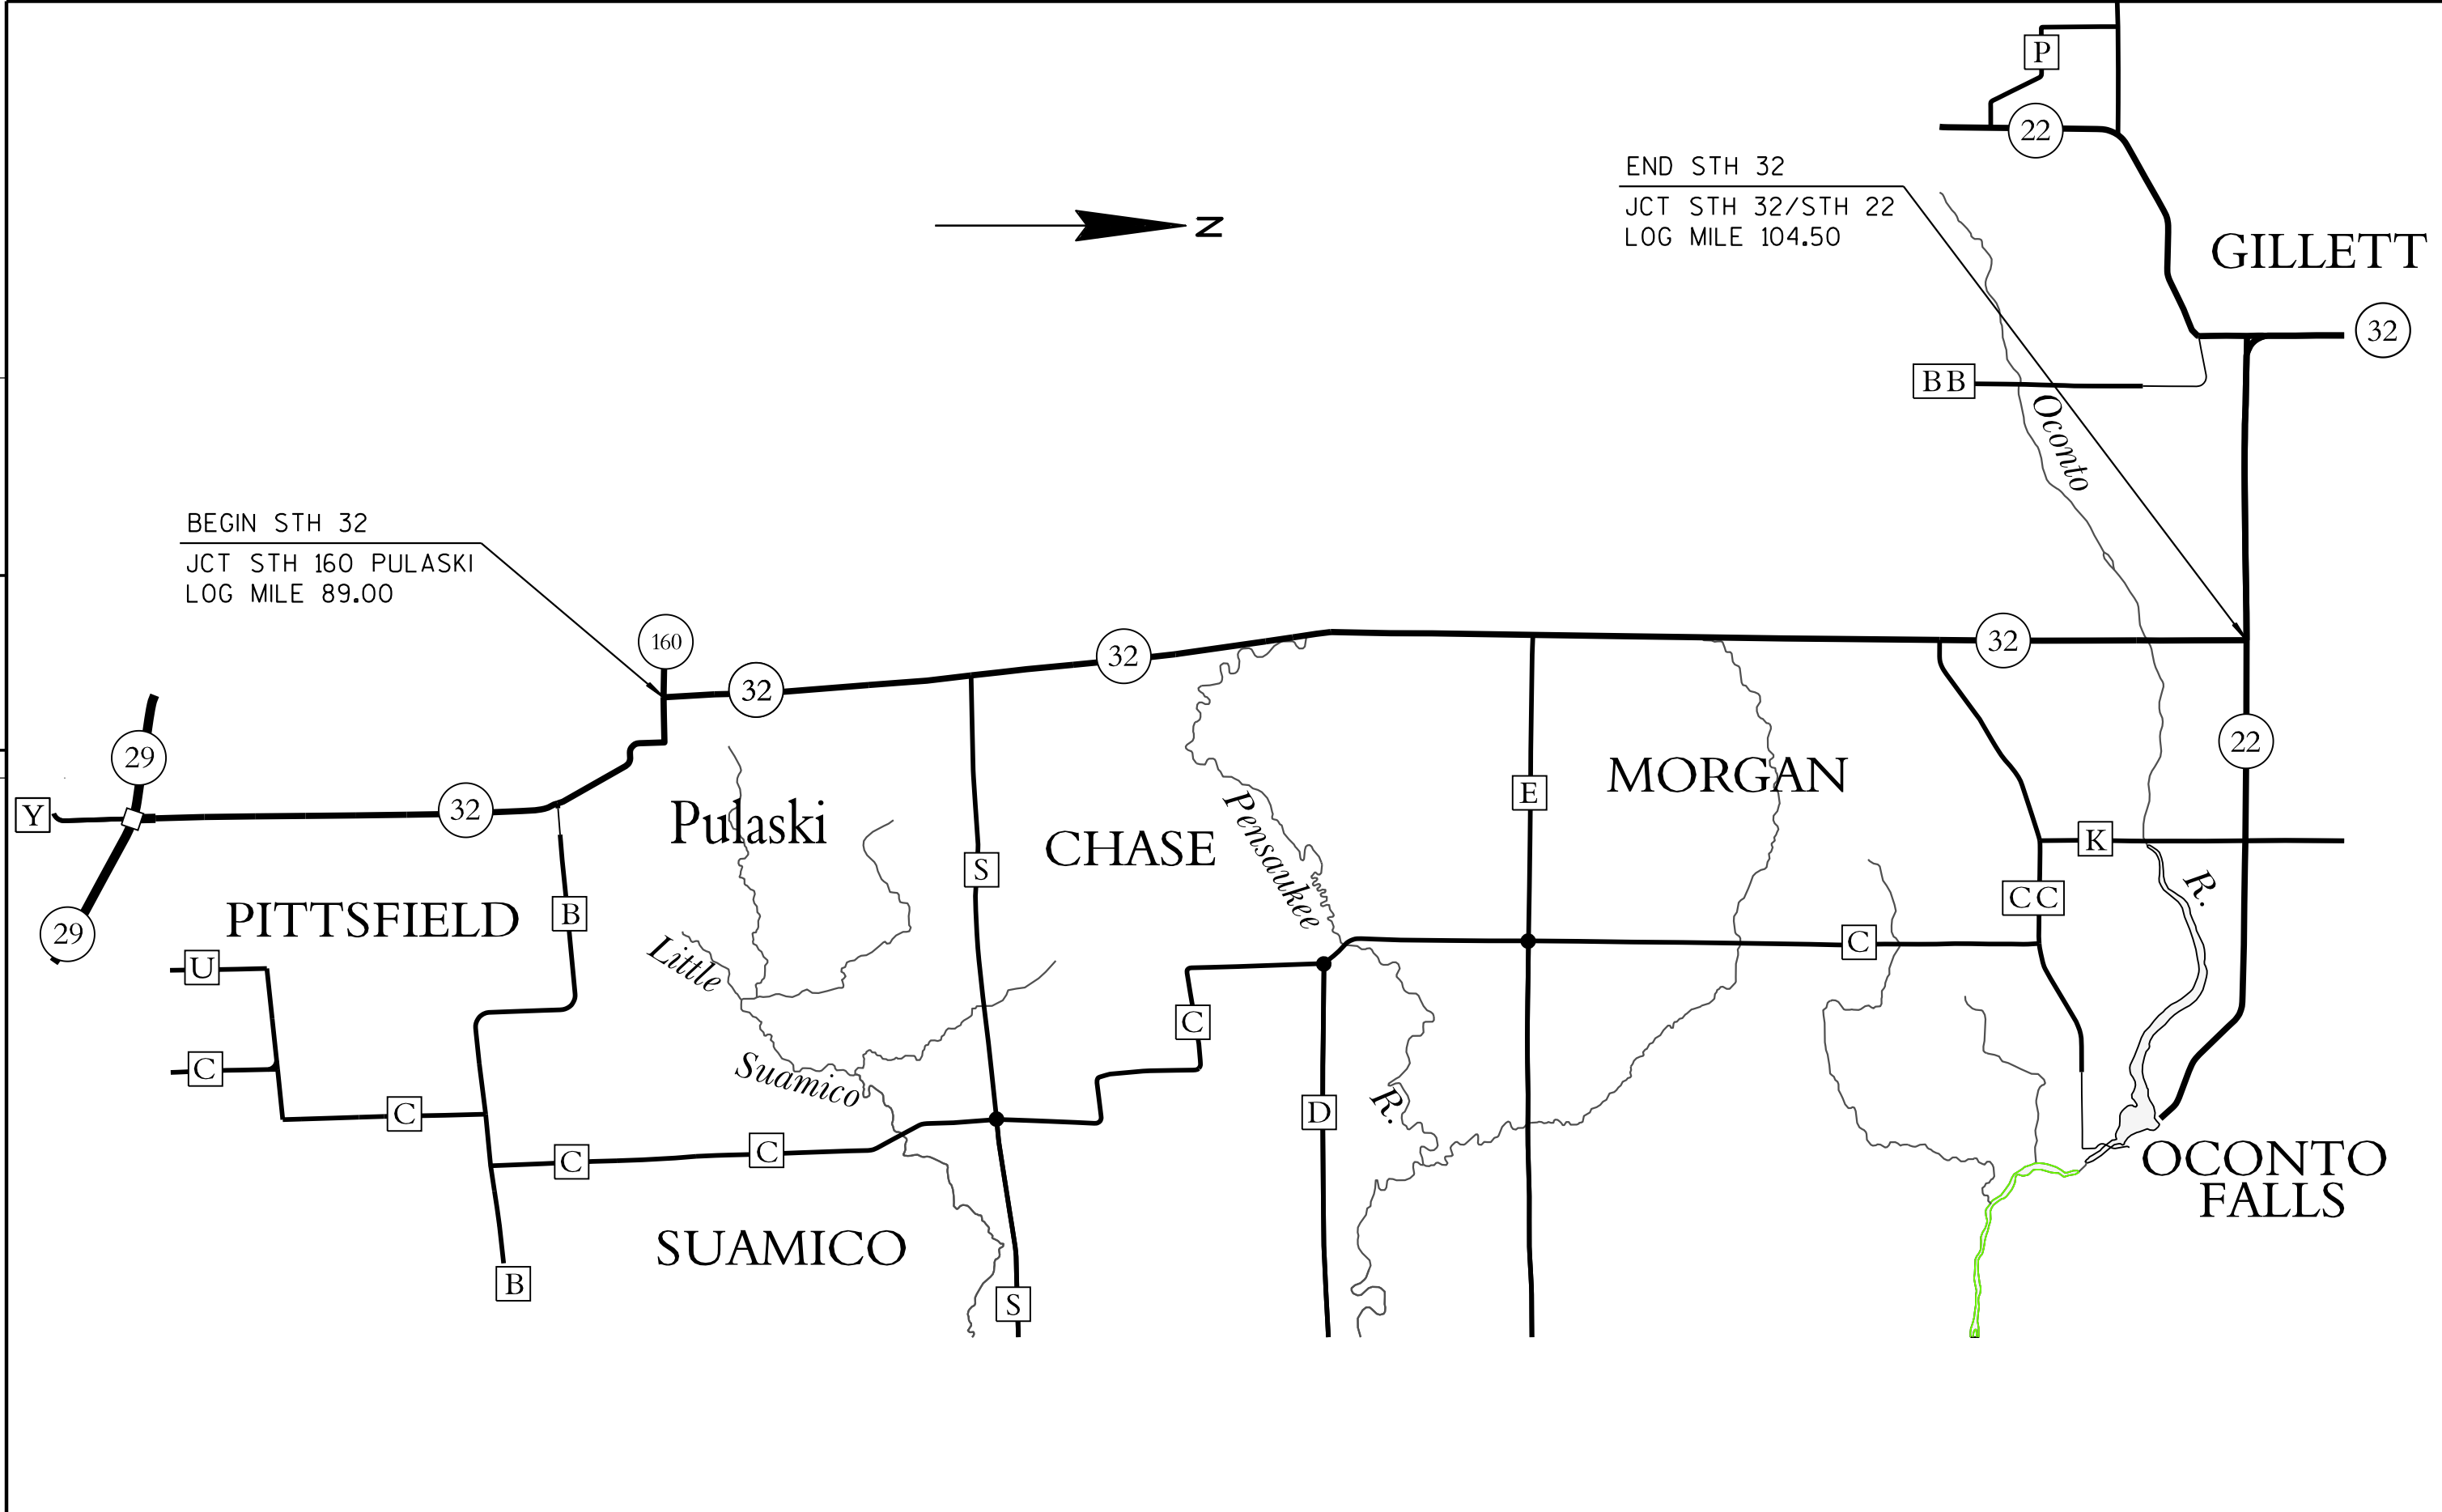 P
22
END STH 32
JCT STH 32/STH 22
LOG MILE 104.50
N
GILLETT
32
BB
Oconto
BEGIN STH 32
JCT STH 160 PULASKI
LOG MILE 89.00
160
32
32
32
29
Y
32
22
Pulaski
CHASE
Pensaukee
E
MORGAN
K
S
CC
R.
29
PITTSFIELD
B
Little
C
U
C
Suamico
C
R.
D
C
C
C
OCONTO
FALLS
SUAMICO
B
S